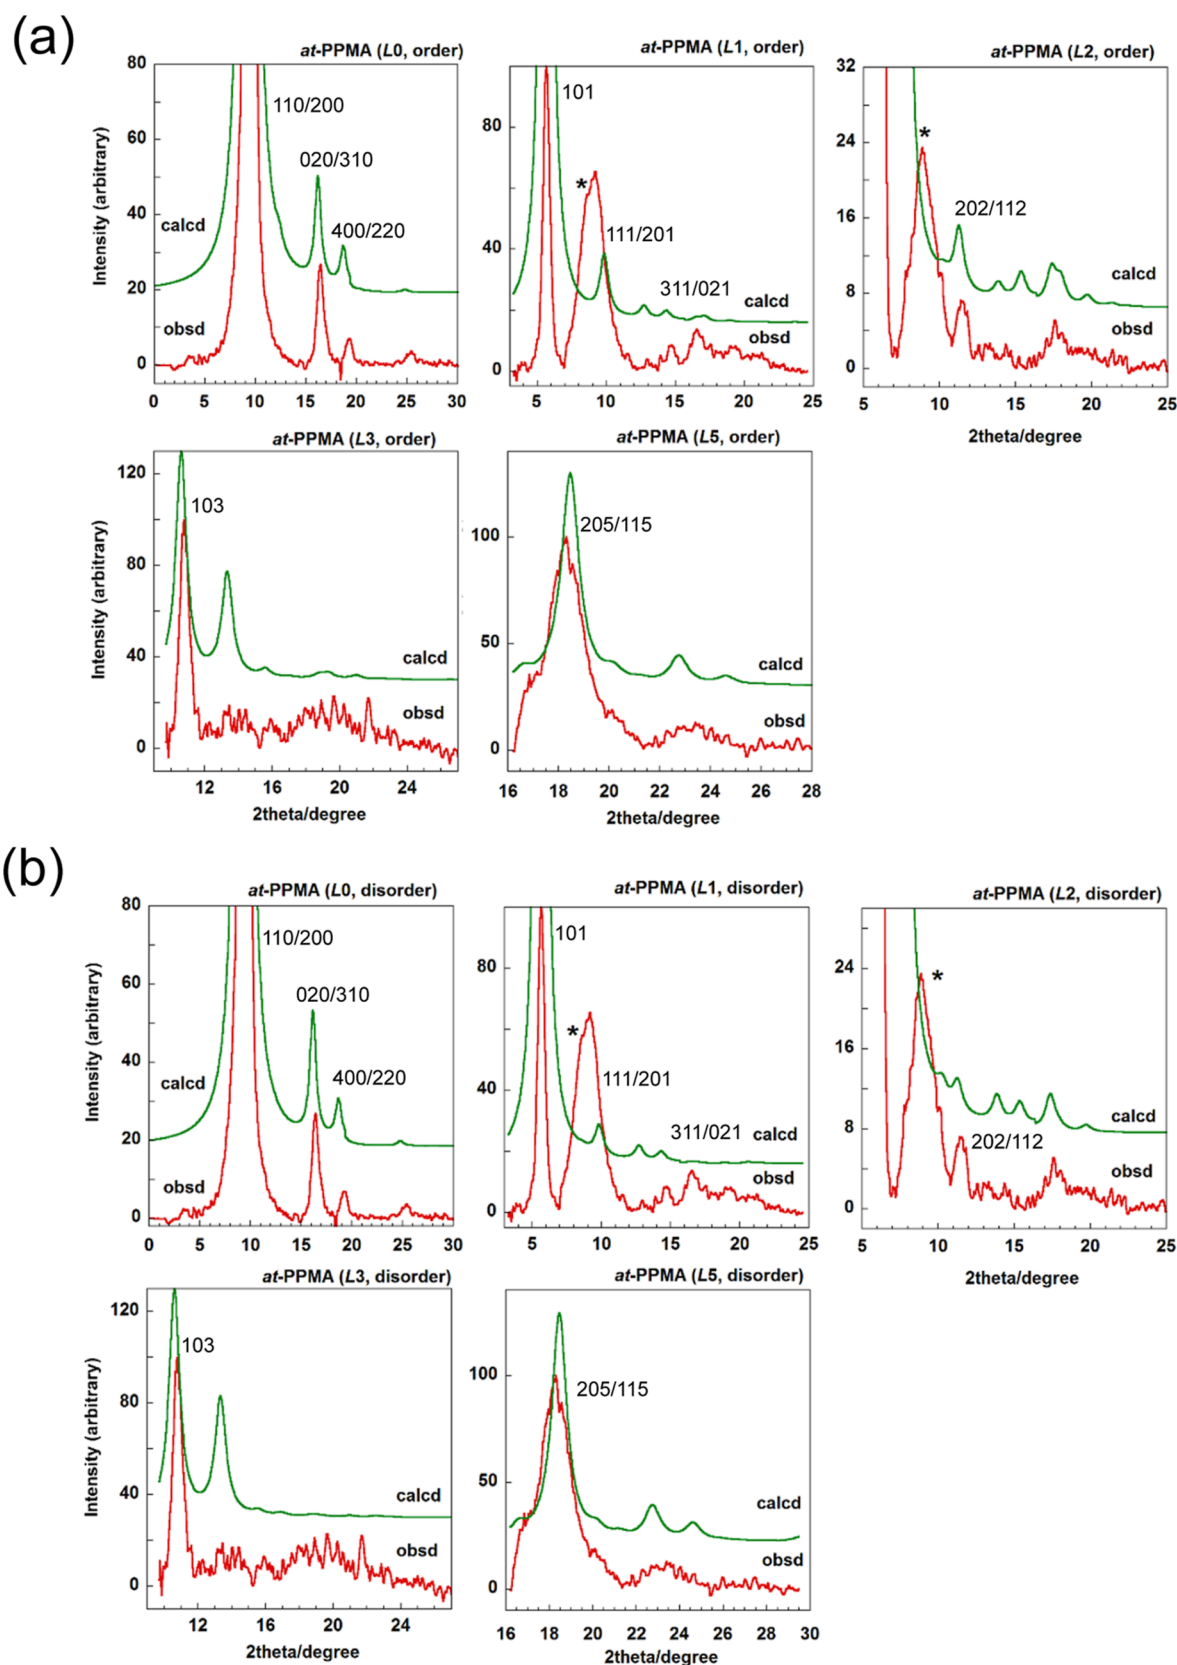 (a)
at-PPMA (L0, order)
80
60
40
20
0
Intensity (arbitrary)
110/200
020/310
400/220
calcd
obsd
0 5 10 15 20 25 30
at-PPMA (L1, order)
80
40
0
101
*
111/201
311/021
calcd
obsd
5 10 15 20 25
at-PPMA (L2, order)
32
24
16
8
0
*
202/112
calcd
obsd
5 10 15 20 25
2theta/degree
at-PPMA (L3, order)
120
80
40
0
Intensity (arbitrary)
103
calcd
obsd
12 16 20 24
2theta/degree
at-PPMA (L5, order)
100
50
0
205/115
calcd
obsd
16 18 20 22 24 26 28
2theta/degree
(b)
at-PPMA (L0, disorder)
80
60
40
20
0
Intensity (arbitrary)
110/200
020/310
400/220
calcd
obsd
0 5 10 15 20 25 30
at-PPMA (L1, disorder)
80
40
0
101
*
111/201
311/021
calcd
obsd
5 10 15 20 25
at-PPMA (L2, disorder)
24
16
8
0
*
202/112
calcd
obsd
5 10 15 20 25
2theta/degree
at-PPMA (L3, disorder)
120
80
40
0
Intensity (arbitrary)
103
calcd
obsd
12 16 20 24
2theta/degree
at-PPMA (L5, disorder)
100
50
0
205/115
calcd
obsd
16 18 20 22 24 26 28 30
2theta/degree